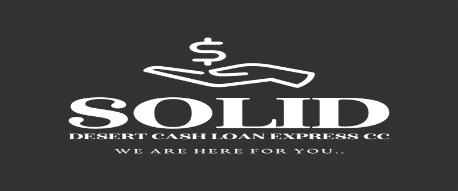 $
SOLID
DESERT CASH LOAN EXPRESS CC
WE ARE HERE FOR YOU..